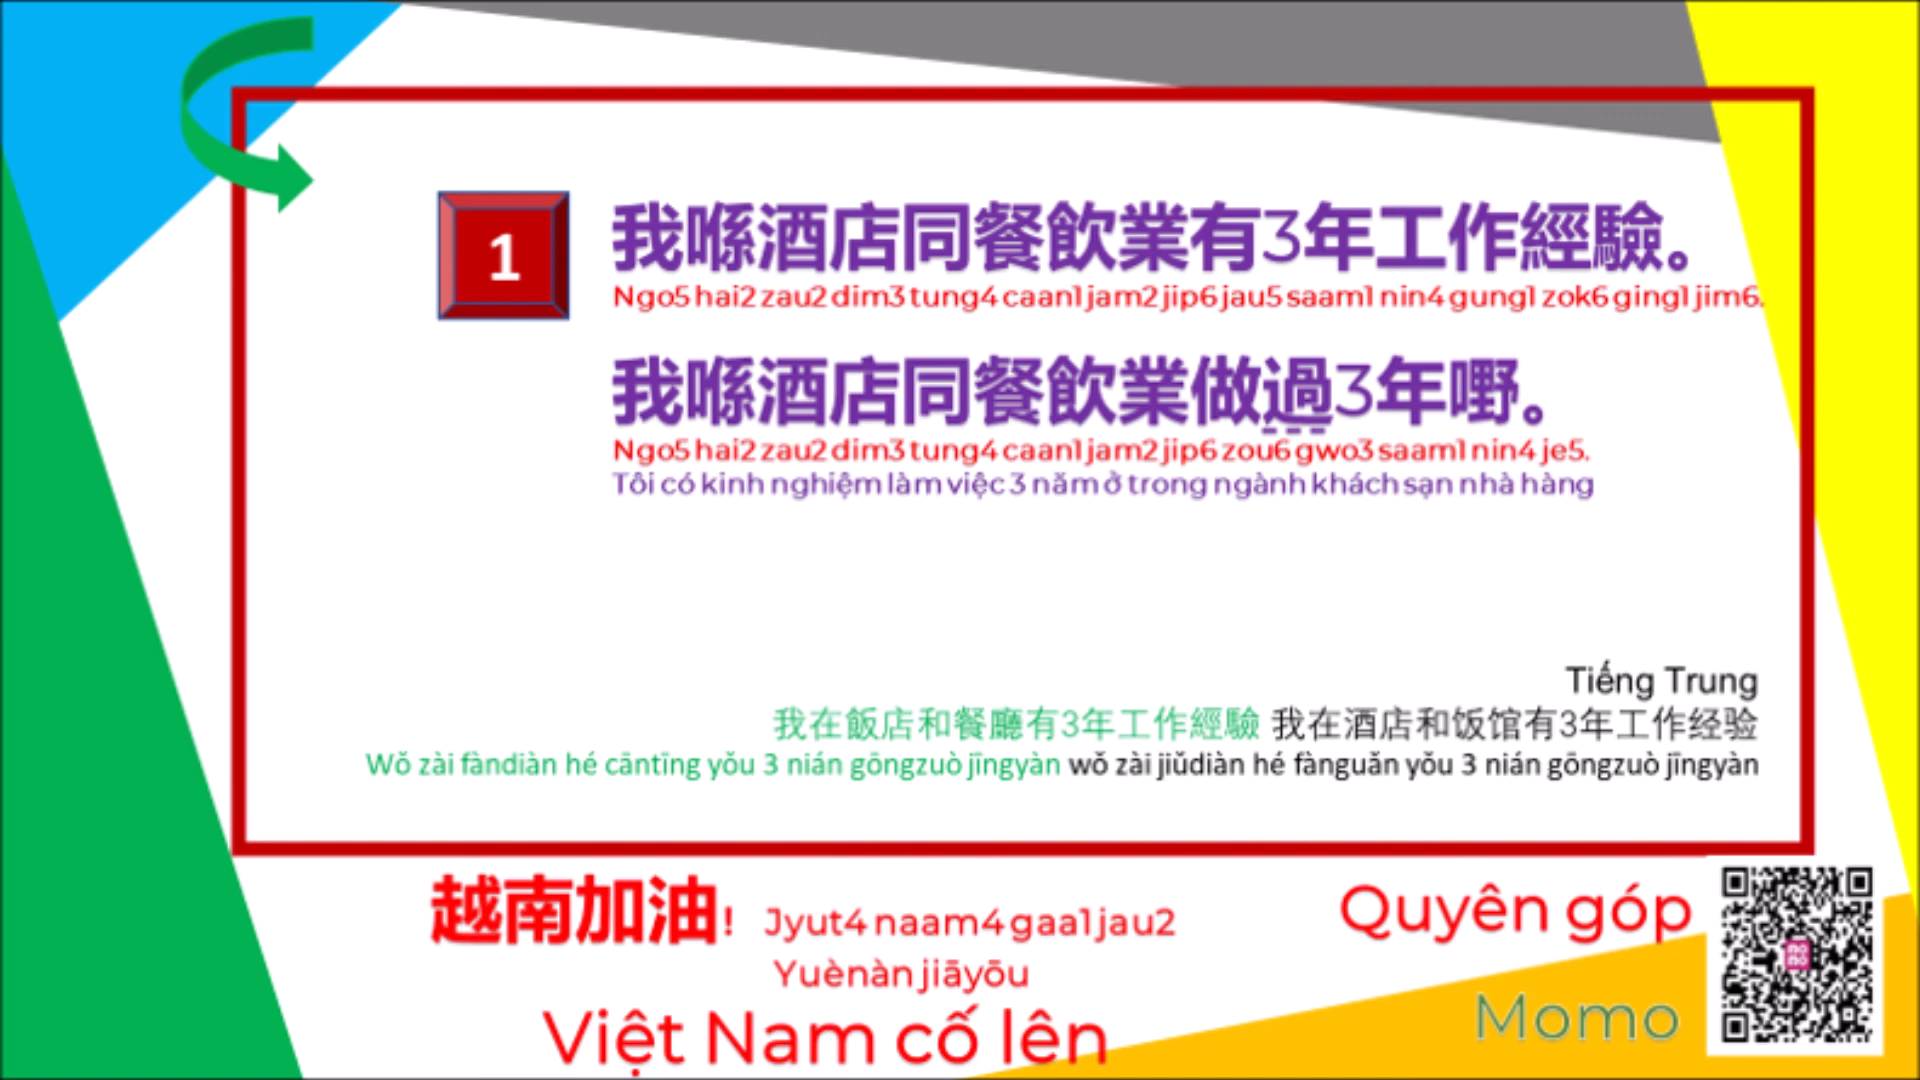 1
我喺酒店同餐飲業有3年工作經驗。
Ngo5 hai2 zau2 dim3 tung4 caan1 jam2 jip6 jau5 saam1 nin4 gung1 zok6 ging1 jim6.
我喺酒店同餐飲業做過3年嘢。
Ngo5 hai2 zau2 dim3 tung4 caan1 jam2 jip6 zou6 gwo3 saam1 nin4 je5.
Tôi có kinh nghiệm làm việc 3 năm ở trong ngành khách sạn nhà hàng
Tiếng Trung
我在飯店和餐廳有3年工作經驗 我在酒店和饭馆有3年工作经验
Wǒ zài fàndiàn hé cāntīng yǒu 3 nián gōngzuò jīngyàn wǒ zài jiǔdiàn hé fànguǎn yǒu 3 nián gōngzuò jīngyàn
越南加油! Jyut4 naam4 gaa1 jau2
Yuènàn jiāyōu
Việt Nam cố lên
Quyên góp
Momo